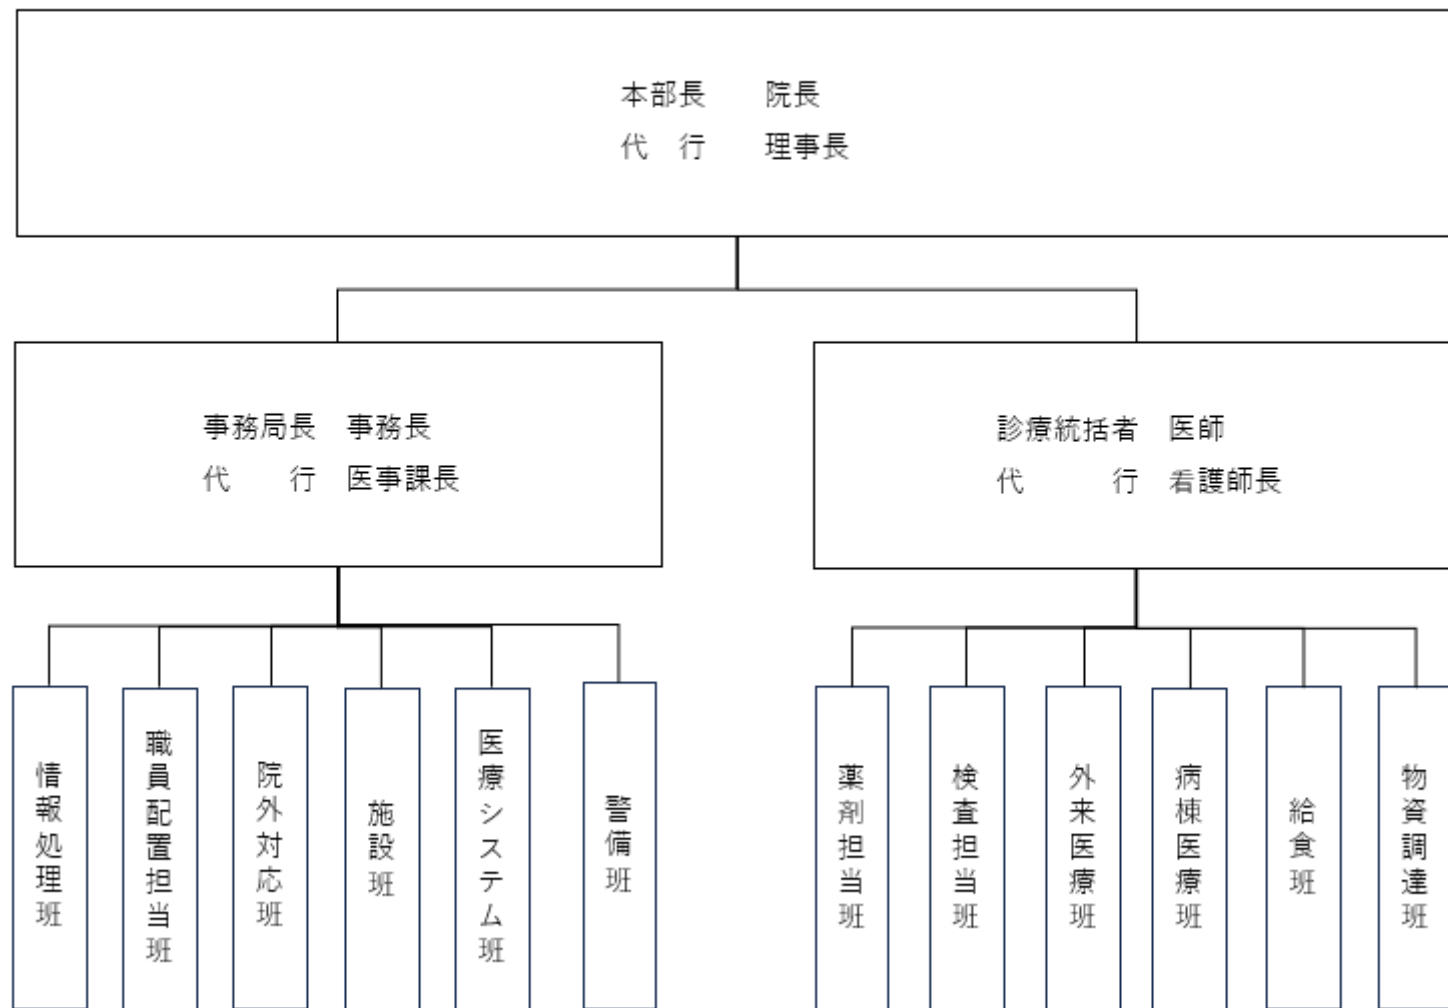 本部長　　院長
代　行　　理事長
事務局長　事務長
代　　行　医事課長
診療統括者　医師
代　　　行　看護師長
情報処理班
職員配置担当班
院外対応班
施設班
医療システム班
警備班
薬剤担当班
検査担当班
外来医療班
病棟医療班
給食班
物資調達班